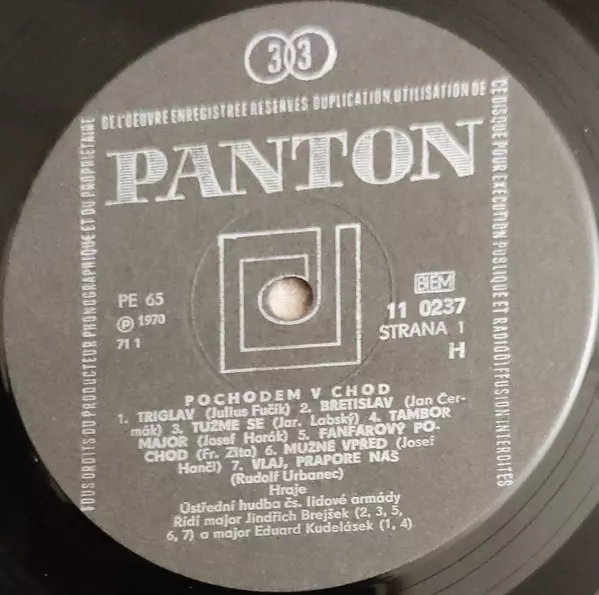 33
DE L'OEUVRE ENREGISTREE RESERVES DUPLICATION, UTILISATION DE
CE DISQUE POUR EXÉCUTION PUBLIQUE ET RADIODIFFUSION INTERDITES
TOUS DROITS DU PRODUCTEUR PHONOGRAPHIQUE ET DU PROPRIÉTAIRE
PANTON
PE 65
Ⓟ 1970
71 1
BIEM
11 0237
STRANA 1
H
POCHODEM V CHOD
1. TRIGLAV (Julius Fučík) 2. BRETISLAV (Jan Čer-
mák) 3. TUŽME SE (Jar. Labský) 4. TAMBOR
MAJOR (Josef Horák) 5. FANFÁROVÝ PO-
CHOD (Fr. Zita) 6. MUŽNĚ VPŘED (Josef
Hančl) 7. VLAJ, PRAPORE NÁŠ
(Rudolf Urbanec)
Hraje
Ústřední hudba čs. lidové armády
Řídí major Jindřich Brejšek (2, 3, 5,
6, 7) a major Eduard Kudelásek (1, 4)